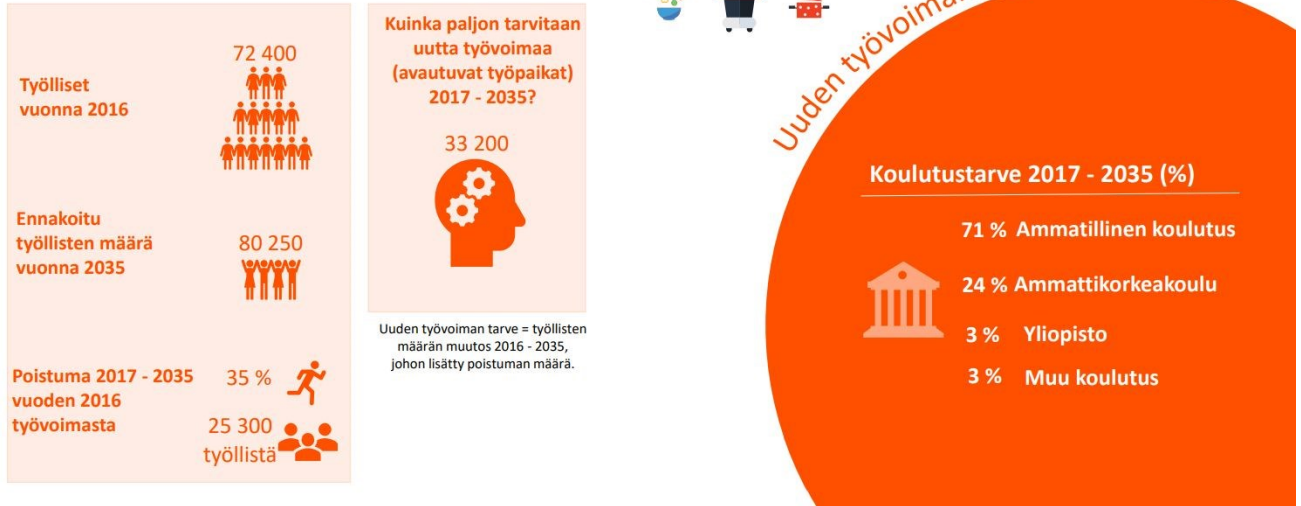 Työlliset
vuonna 2016
72 400
Ennakoitu
työllisten määrä
vuonna 2035
80 250
Poistuma 2017 - 2035
vuoden 2016
työvoimasta
35 %
25 300
työllistä
Kuinka paljon tarvitaan
uutta työvoimaa
(avautuvat työpaikat)
2017 - 2035?
33 200
Uuden työvoiman tarve = työllisten
määrän muutos 2016 - 2035,
johon lisätty poistuman määrä.
Uuden
Koulutustarve 2017 - 2035 (%)
71 % Ammatillinen koulutus
24 % Ammattikorkeakoulu
3 % Yliopisto
3 % Muu koulutus